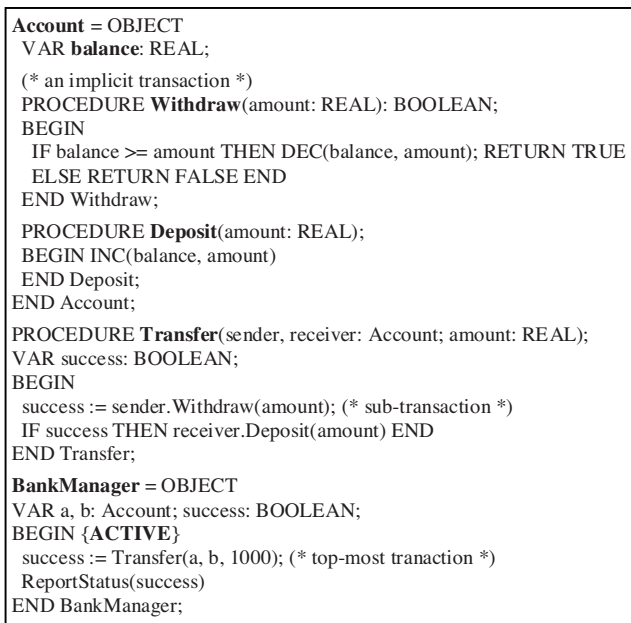 Account = OBJECT
VAR balance: REAL;
(* an implicit transaction *)
PROCEDURE Withdraw(amount: REAL): BOOLEAN;
BEGIN
IF balance >= amount THEN DEC(balance, amount); RETURN TRUE
ELSE RETURN FALSE END
END Withdraw;
PROCEDURE Deposit(amount: REAL);
BEGIN INC(balance, amount)
END Deposit;
END Account;
PROCEDURE Transfer(sender, receiver: Account; amount: REAL);
VAR success: BOOLEAN;
BEGIN
success := sender.Withdraw(amount); (* sub-transaction *)
IF success THEN receiver.Deposit(amount) END
END Transfer;
BankManager = OBJECT
VAR a, b: Account; success: BOOLEAN;
BEGIN {ACTIVE}
success := Transfer(a, b, 1000); (* top-most tranaction *)
ReportStatus(success)
END BankManager;